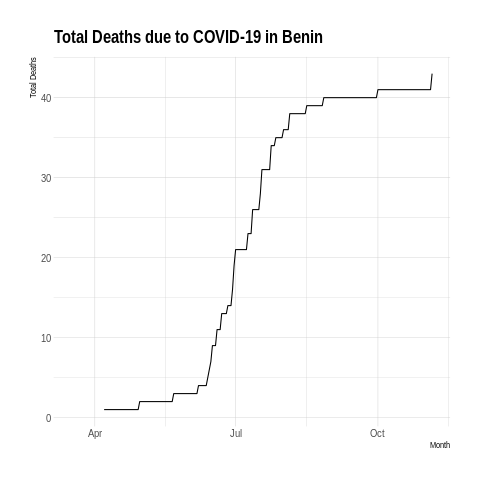 Total Deaths due to COVID-19 in Benin
Total Deaths
40
30
20
10
0
Apr
Jul
Oct
Month